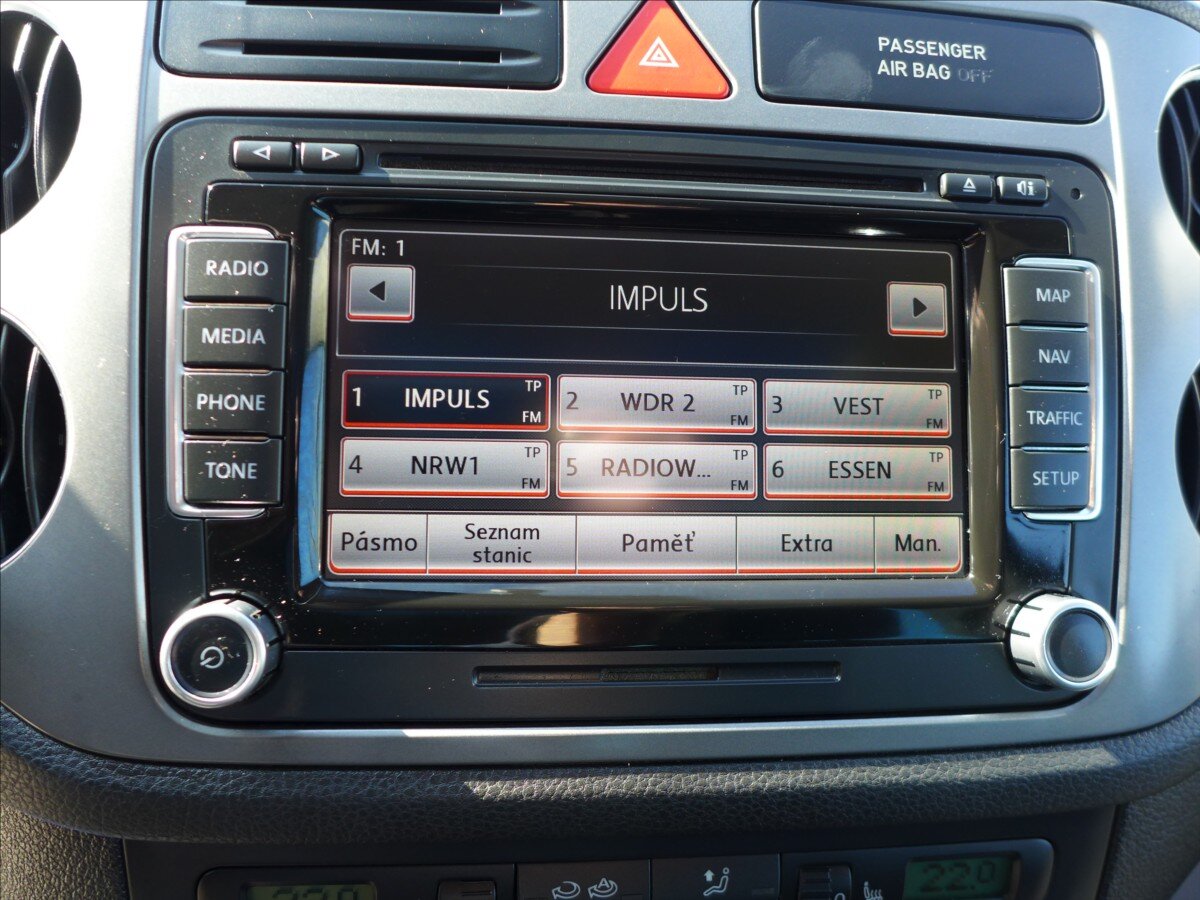 PASSENGER
AIR BAG OFF
RADIO
MEDIA
PHONE
TONE
FM: 1
IMPULS
1 IMPULS TP FM
2 WDR 2 TP FM
3 VEST TP FM
4 NRW1 TP FM
5 RADIOW... TP FM
6 ESSEN TP FM
Pásmo
Seznam
stanic
Paměť
Extra
Man.
MAP
NAV
TRAFFIC
SETUP
22.0